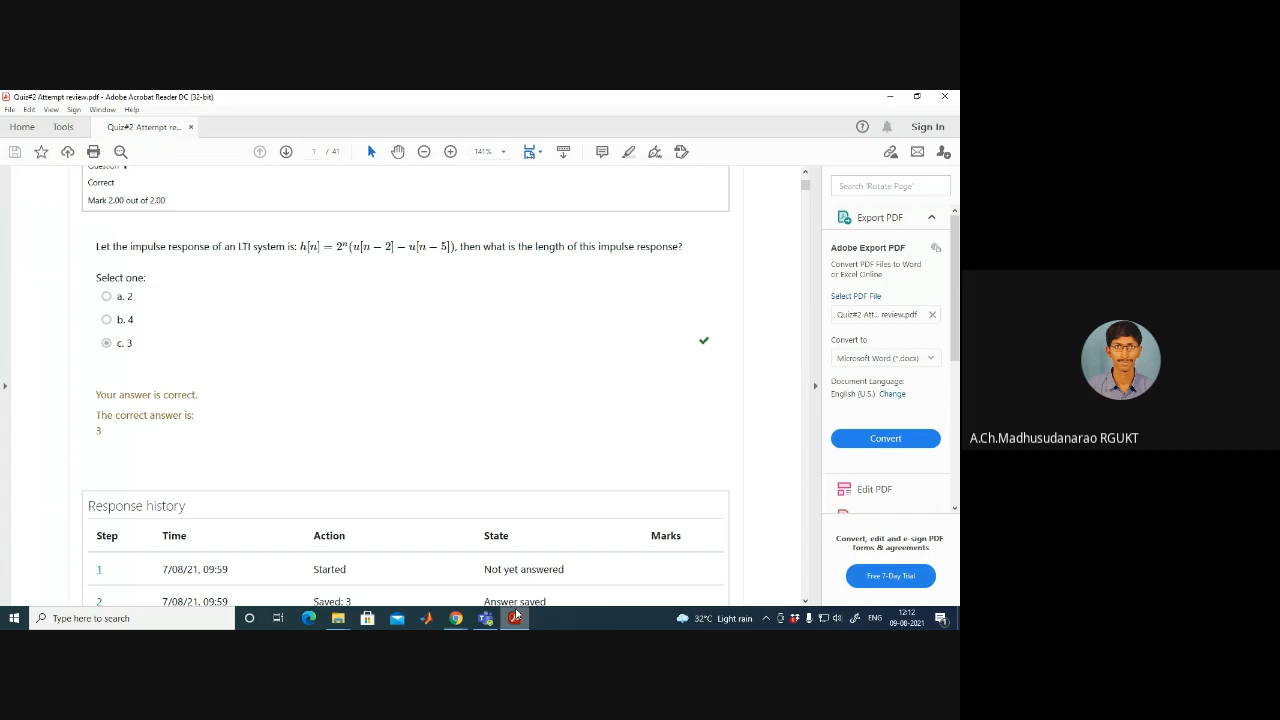 Quiz#2 Attempt review.pdf - Adobe Acrobat Reader DC (32-bit)
File Edit View Sign Window Help
Home Tools Quiz#2 Attempt re... × Sign In
1 / 41 141%
Search 'Rotate Page'
Correct
Mark 2.00 out of 2.00
Let the impulse response of an LTI system is: h[n] = 2ⁿ(u[n − 2] − u[n − 5]), then what is the length of this impulse response?
Select one:
a. 2
b. 4
c. 3
Your answer is correct.
The correct answer is:
3
Response history
Step Time Action State Marks
1 7/08/21, 09:59 Started Not yet answered
2 7/08/21, 09:59 Saved: 3 Answer saved
Export PDF
Adobe Export PDF
Convert PDF Files to Word
or Excel Online
Select PDF File
Quiz#2 Att... review.pdf
Convert to
Microsoft Word (*.docx)
Document Language:
English (U.S.) Change
Convert
Edit PDF
Convert, edit and e-sign PDF
forms & agreements
Free 7-Day Trial
Type here to search
32°C Light rain ENG 12:12
09-08-2021
A.Ch.Madhusudanarao RGUKT